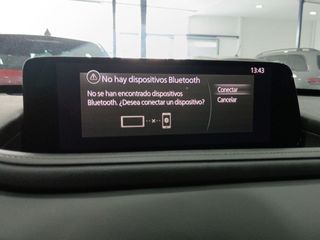 No hay dispositivos Bluetooth
13:43
No se han encontrado dispositivos
Bluetooth. ¿Desea conectar un dispositivo?
Conectar
Cancelar